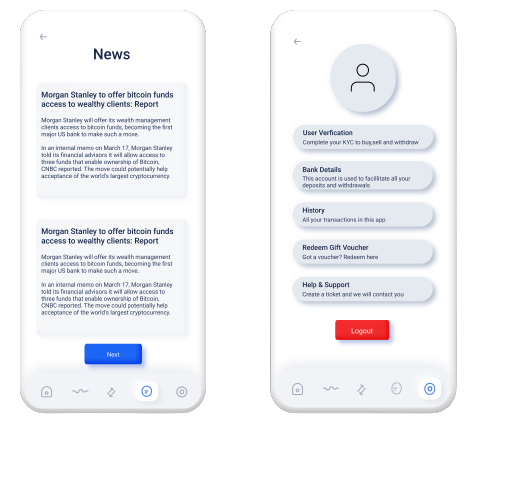 News
Morgan Stanley to offer bitcoin funds
access to wealthy clients: Report
Morgan Stanley will offer its wealth management
clients access to bitcoin funds, becoming the first
major US bank to make such a move.
In an internal memo on March 17, Morgan Stanley
told its financial advisors it will allow access to
three funds that enable ownership of Bitcoin,
CNBC reported. The move could potentially help
acceptance of the world's largest cryptocurrency.
Morgan Stanley to offer bitcoin funds
access to wealthy clients: Report
Morgan Stanley will offer its wealth management
clients access to bitcoin funds, becoming the first
major US bank to make such a move.
In an internal memo on March 17, Morgan Stanley
told its financial advisors it will allow access to
three funds that enable ownership of Bitcoin,
CNBC reported. The move could potentially help
acceptance of the world's largest cryptocurrency.
Next
User Verfication
Complete your KYC to buy,sell and withdraw
Bank Details
This account is used to facillitate all your
deposits and withdrawals
History
All your transactions in this app
Redeem Gift Voucher
Got a voucher? Redeem here
Help & Support
Create a ticket and we will contact you
Logout